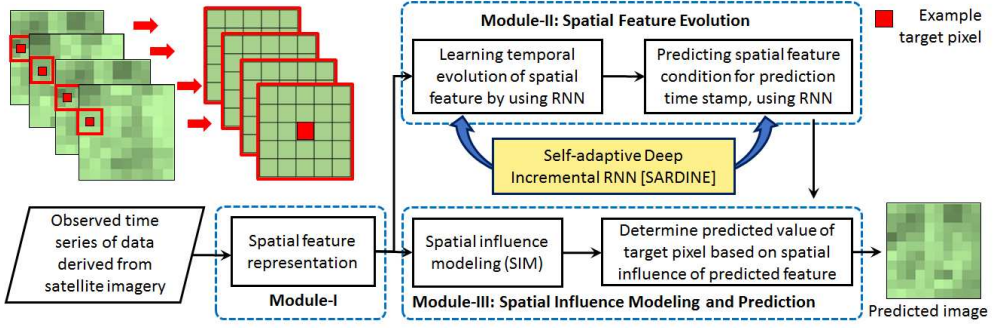 Module-II: Spatial Feature Evolution
Example
target pixel
Learning temporal
evolution of spatial
feature by using RNN
Predicting spatial feature
condition for prediction
time stamp, using RNN
Self-adaptive Deep
Incremental RNN [SARDINE]
Observed time
series of data
derived from
satellite imagery
Spatial feature
representation
Module-I
Spatial influence
modeling (SIM)
Determine predicted value of
target pixel based on spatial
influence of predicted feature
Module-III: Spatial Influence Modeling and Prediction
Predicted image